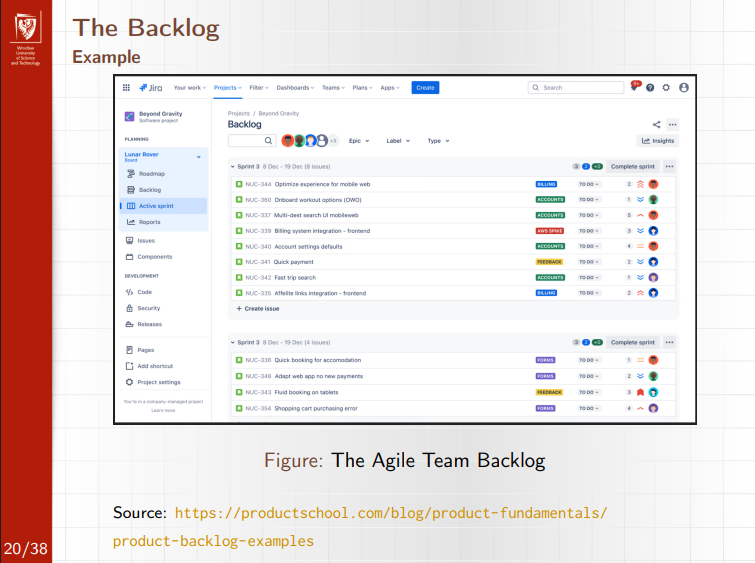 The Backlog
Example
Wrocław
University
of Science
and Technology
Jira Your work Projects Filter Dashboards Teams Plans Apps Create Search 9+
Beyond Gravity
Software project
PLANNING
Lunar Rover
Board
Roadmap
Backlog
Active sprint
Reports
Issues
Components
DEVELOPMENT
Code
Security
Releases
Pages
Add shortcut
Project settings
You're in a company-managed project
Learn more
Projects / Beyond Gravity
Backlog
+3 Epic Label Type Insights
Sprint 3 8 Dec - 19 Dec (8 issues) Complete sprint
NUC-344 Optimize experience for mobile web BILLING TO DO 2
NUC-360 Onboard workout options (OWO) ACCOUNTS TO DO 1
NUC-337 Multi-dest search UI mobileweb ACCOUNTS TO DO 5
NUC-339 Billing system integration - frontend AWS SPIKE TO DO 3
NUC-340 Account settings defaults ACCOUNTS TO DO 4
NUC-341 Quick payment FEEDBACK TO DO 2
NUC-342 Fast trip search ACCOUNTS TO DO 1
NUC-335 Affelite links integration - frontend BILLING TO DO 2
+ Create issue
Sprint 3 8 Dec - 19 Dec (4 issues) Complete sprint
NUC-336 Quick booking for accomodation FORMS TO DO 1
NUC-346 Adapt web app no new payments FORMS TO DO 2
NUC-343 Fluid booking on tablets FEEDBACK TO DO 3
NUC-354 Shopping cart purchasing error FORMS TO DO 4
Figure: The Agile Team Backlog
Source: https://productschool.com/blog/product-fundamentals/
product-backlog-examples
20/38